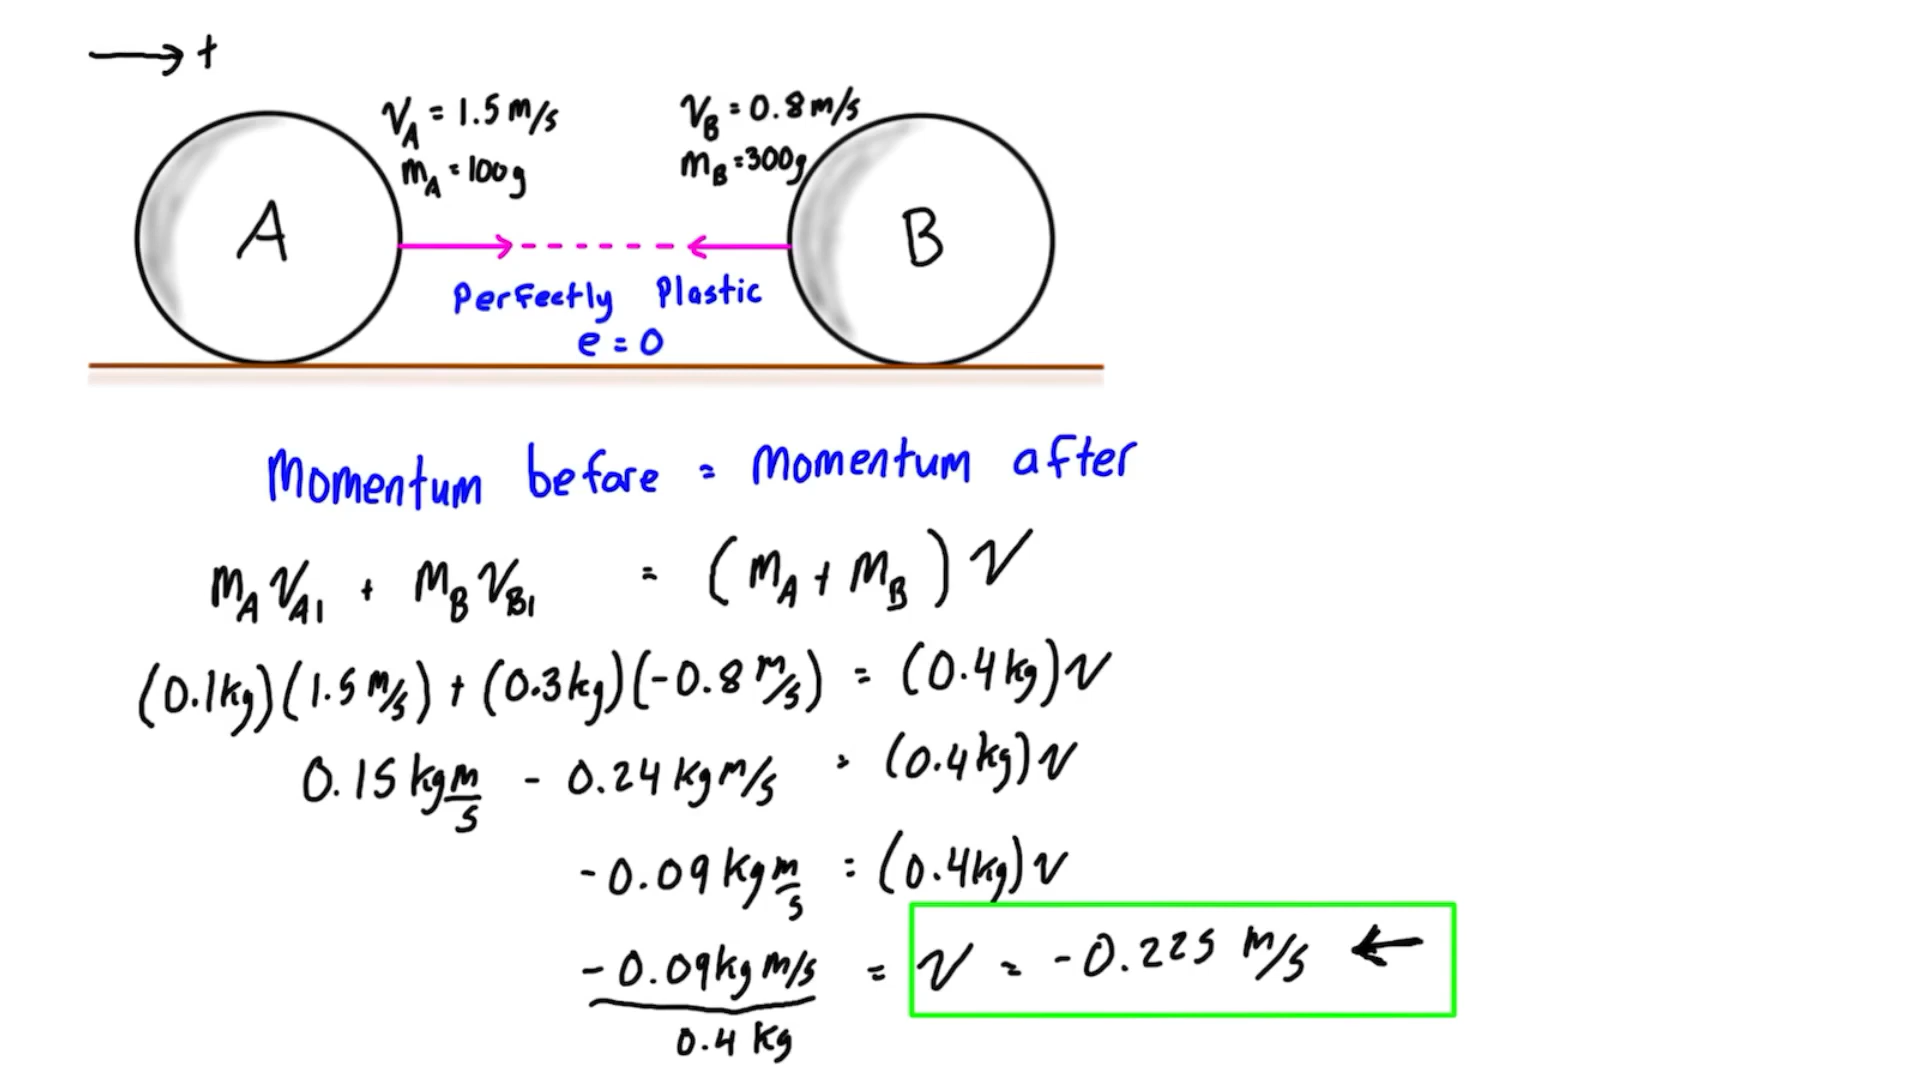 → +
V_A = 1.5 m/s
m_A = 100g
V_B = 0.8 m/s
m_B = 300g
A
B
Perfectly Plastic
e = 0
Momentum before = Momentum after
m_A V_A1 + m_B V_B1 = (m_A + m_B) V
(0.1kg)(1.5 m/s) + (0.3kg)(-0.8 m/s) = (0.4kg) V
0.15 kg m/s - 0.24 kg m/s = (0.4kg) V
-0.09 kg m/s = (0.4kg) V
-0.09kg m/s / 0.4 kg = V = -0.225 m/s ←